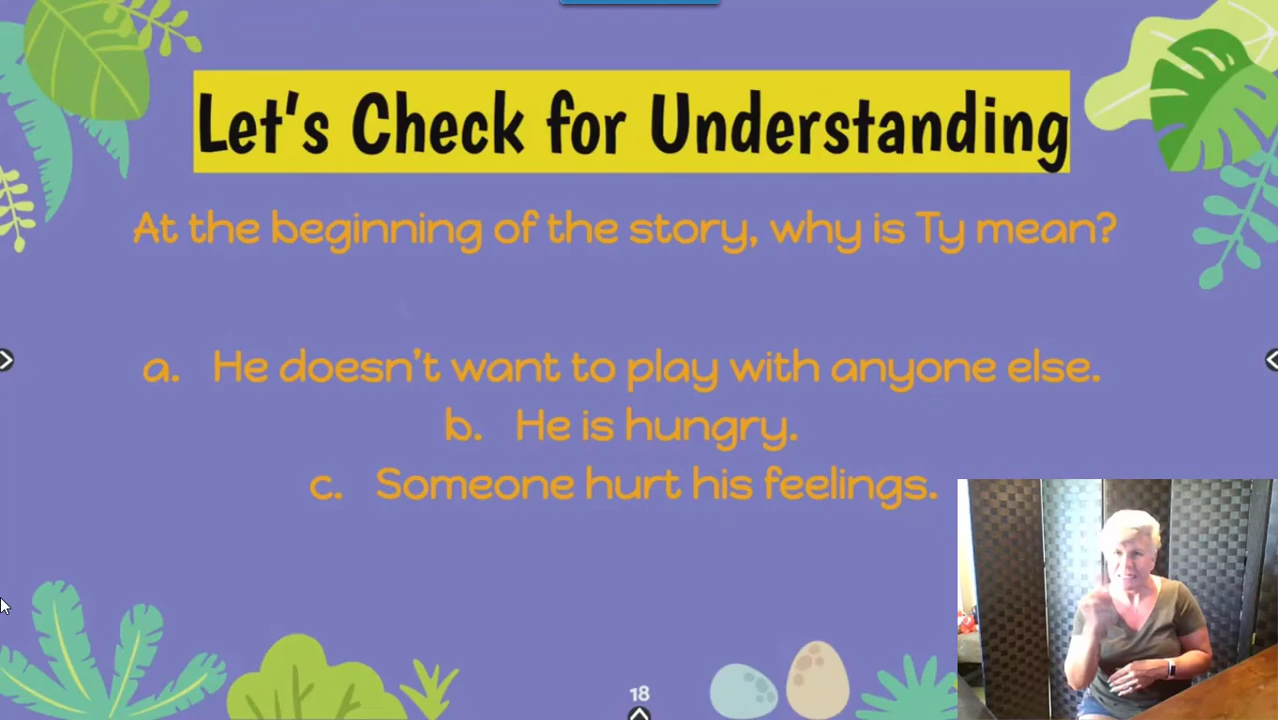 Let's Check for Understanding
At the beginning of the story, why is Ty mean?
a. He doesn't want to play with anyone else.
b. He is hungry.
c. Someone hurt his feelings.
18